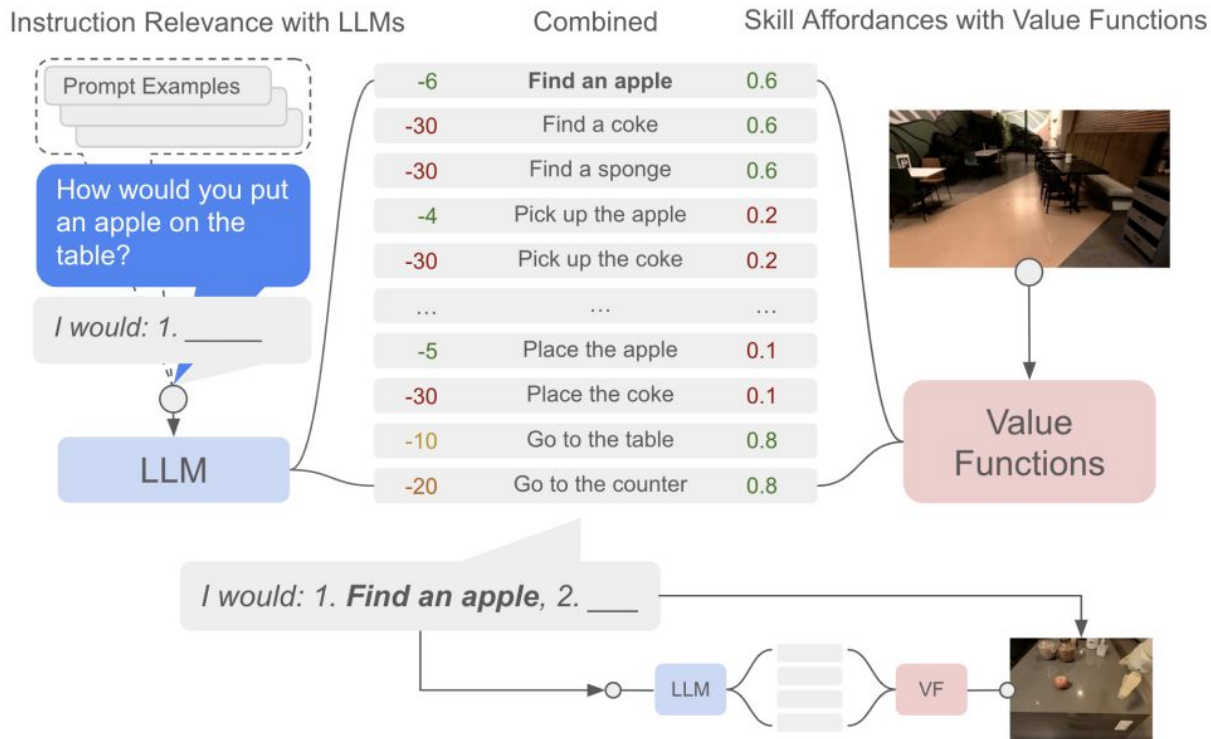 Instruction Relevance with LLMs
Combined
Skill Affordances with Value Functions
Prompt Examples
How would you put
an apple on the
table?
I would: 1. _____
LLM
-6 Find an apple 0.6
-30 Find a coke 0.6
-30 Find a sponge 0.6
-4 Pick up the apple 0.2
-30 Pick up the coke 0.2
... ... ...
-5 Place the apple 0.1
-30 Place the coke 0.1
-10 Go to the table 0.8
-20 Go to the counter 0.8
Value
Functions
I would: 1. Find an apple, 2. ___
LLM
VF